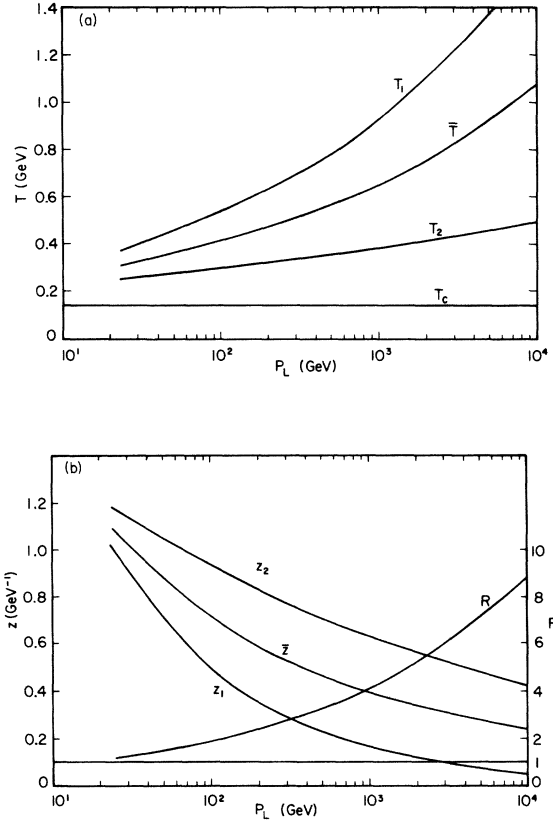 (a)
1.4
1.2
1.0
0.8
0.6
0.4
0.2
0
T (GeV)
T₁
T̄
T₂
T_C
10¹ 10² 10³ 10⁴
P_L (GeV)
(b)
1.2
1.0
0.8
0.6
0.4
0.2
0
z (GeV⁻¹)
z₂
z̄
z₁
R
10
8
6
4
2
1
0
10¹ 10² 10³ 10⁴
P_L (GeV)